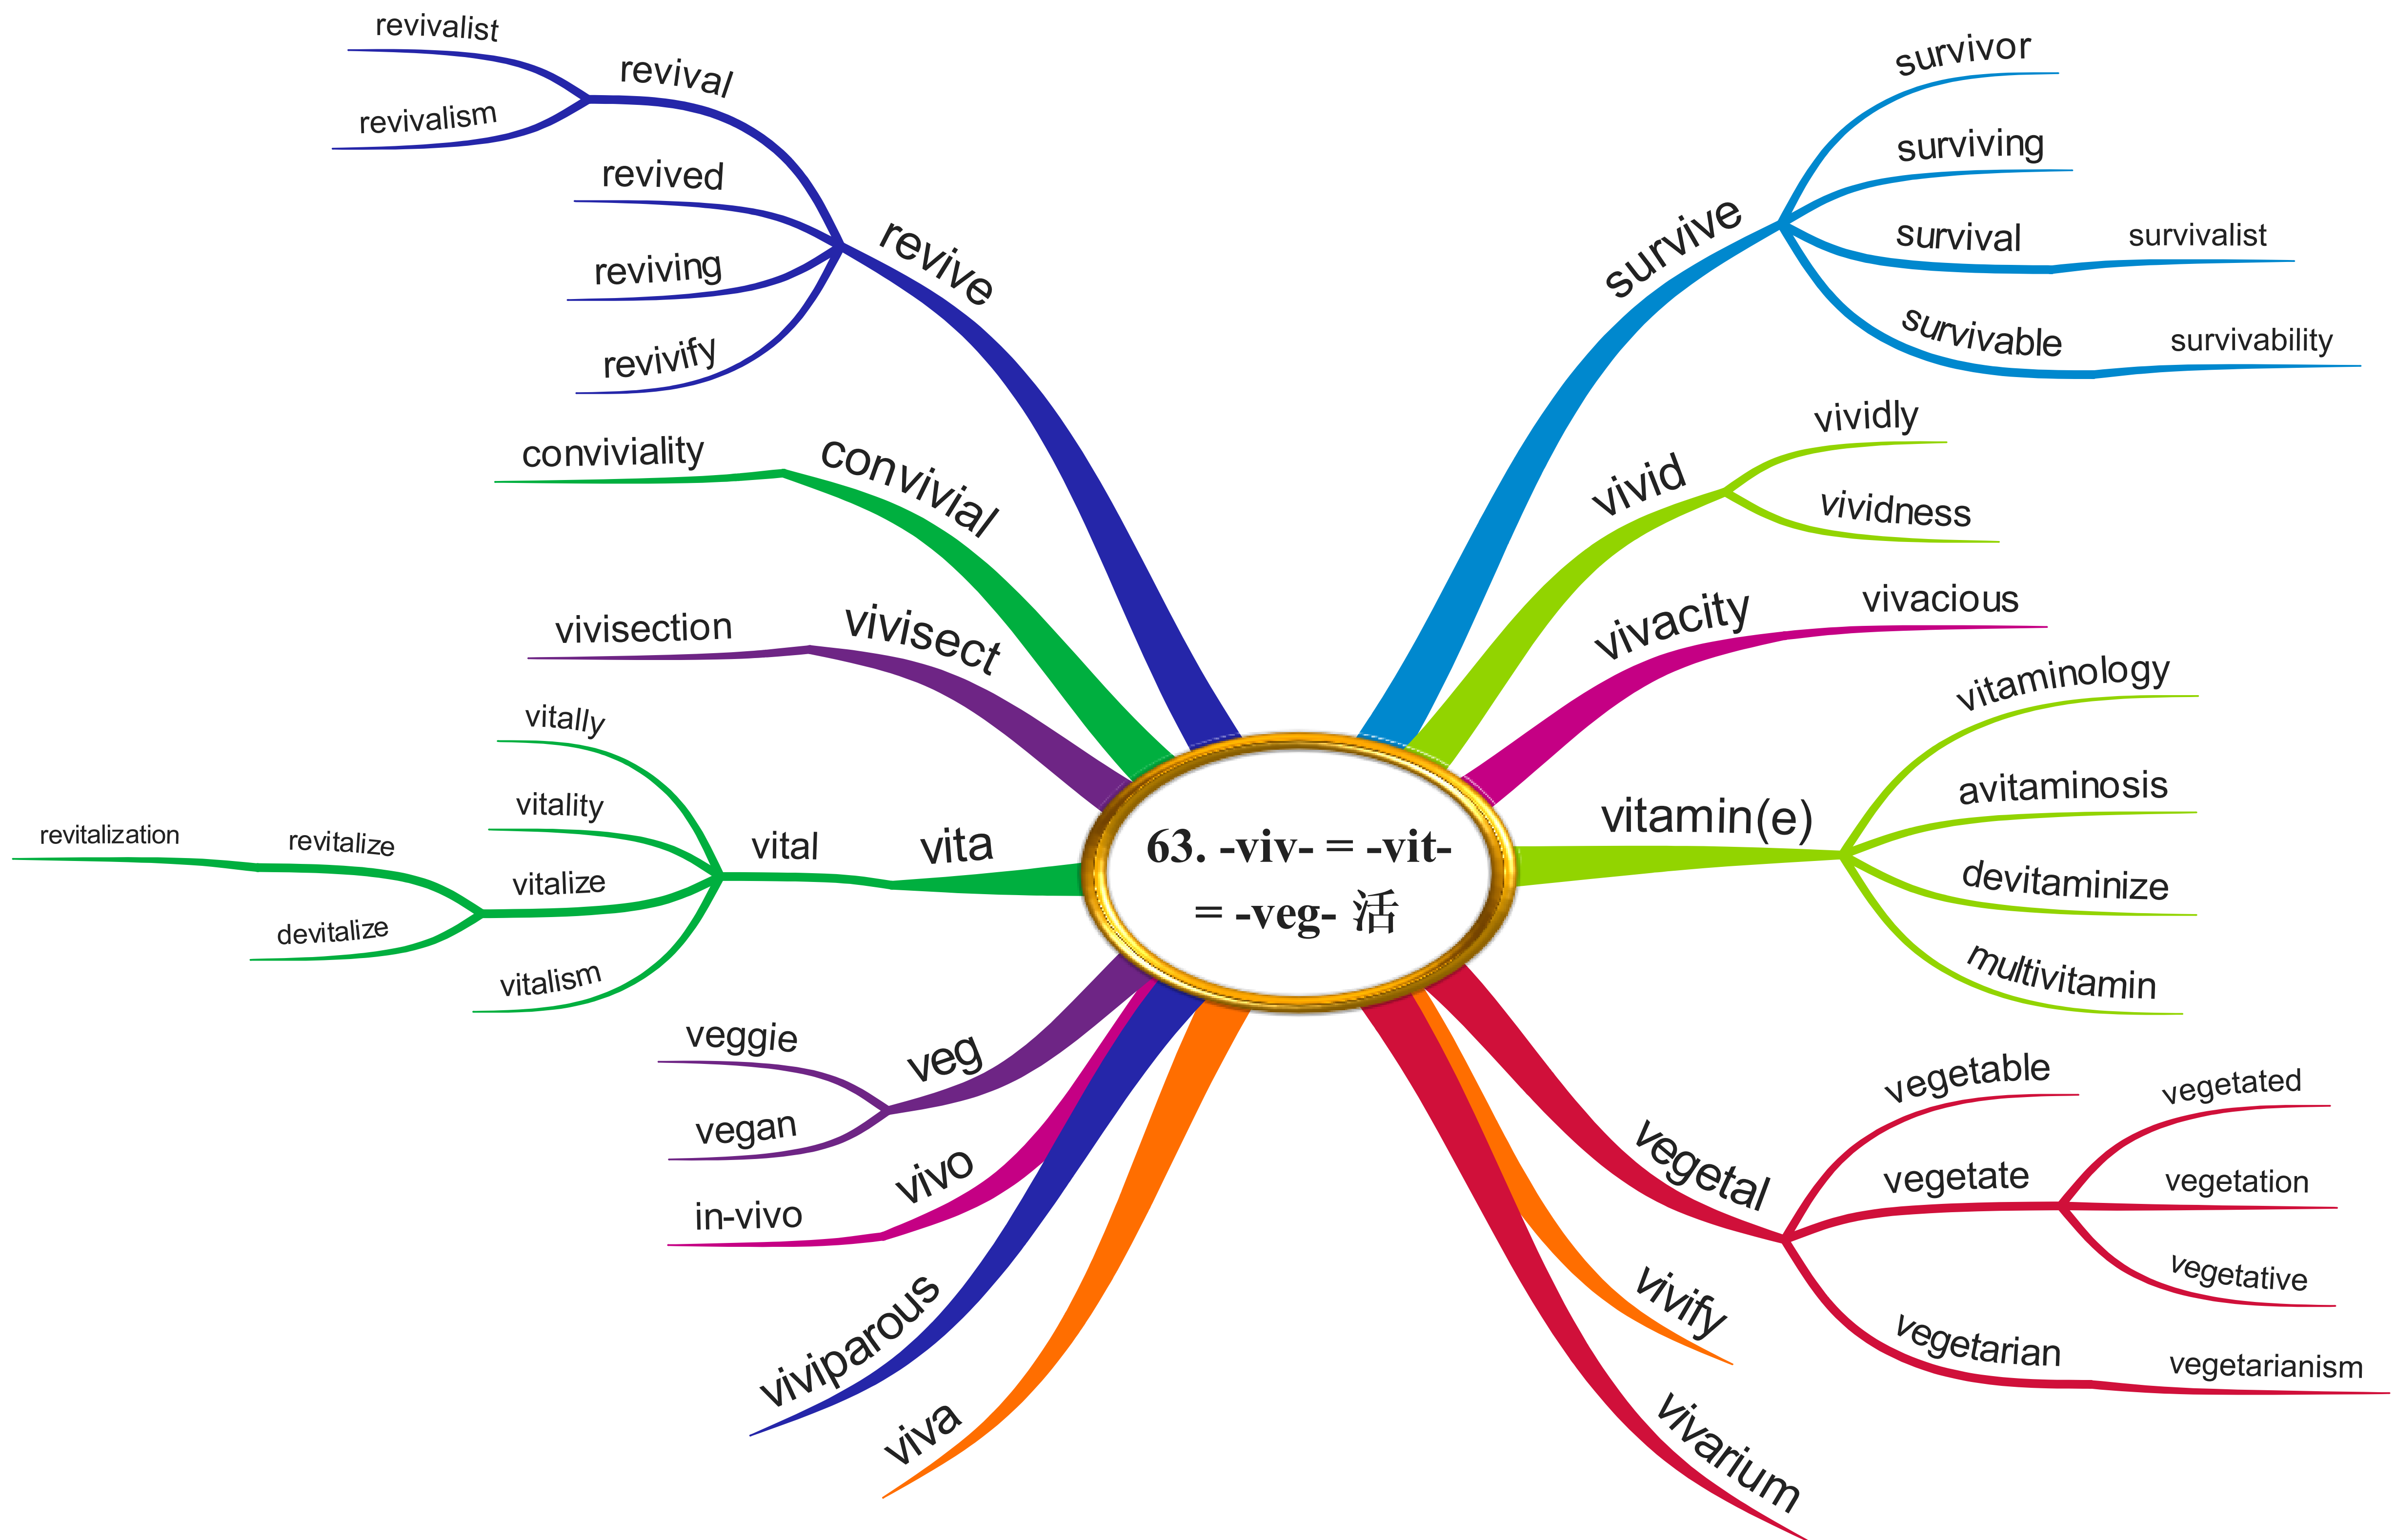 63. -viv- = -vit-
= -veg- 活
survive
survivor
surviving
survival
survivalist
survivable
survivability
vivid
vividly
vividness
vivacity
vivacious
vitamin(e)
vitaminology
avitaminosis
devitaminize
multivitamin
vegetal
vegetable
vegetate
vegetated
vegetation
vegetative
vegetarian
vegetarianism
vivify
vivarium
revive
revival
revivalist
revivalism
revived
reviving
revivify
convivial
conviviality
vivisect
vivisection
vita
vital
vitally
vitality
vitalize
revitalize
revitalization
devitalize
vitalism
veg
veggie
vegan
vivo
in-vivo
viviparous
viva